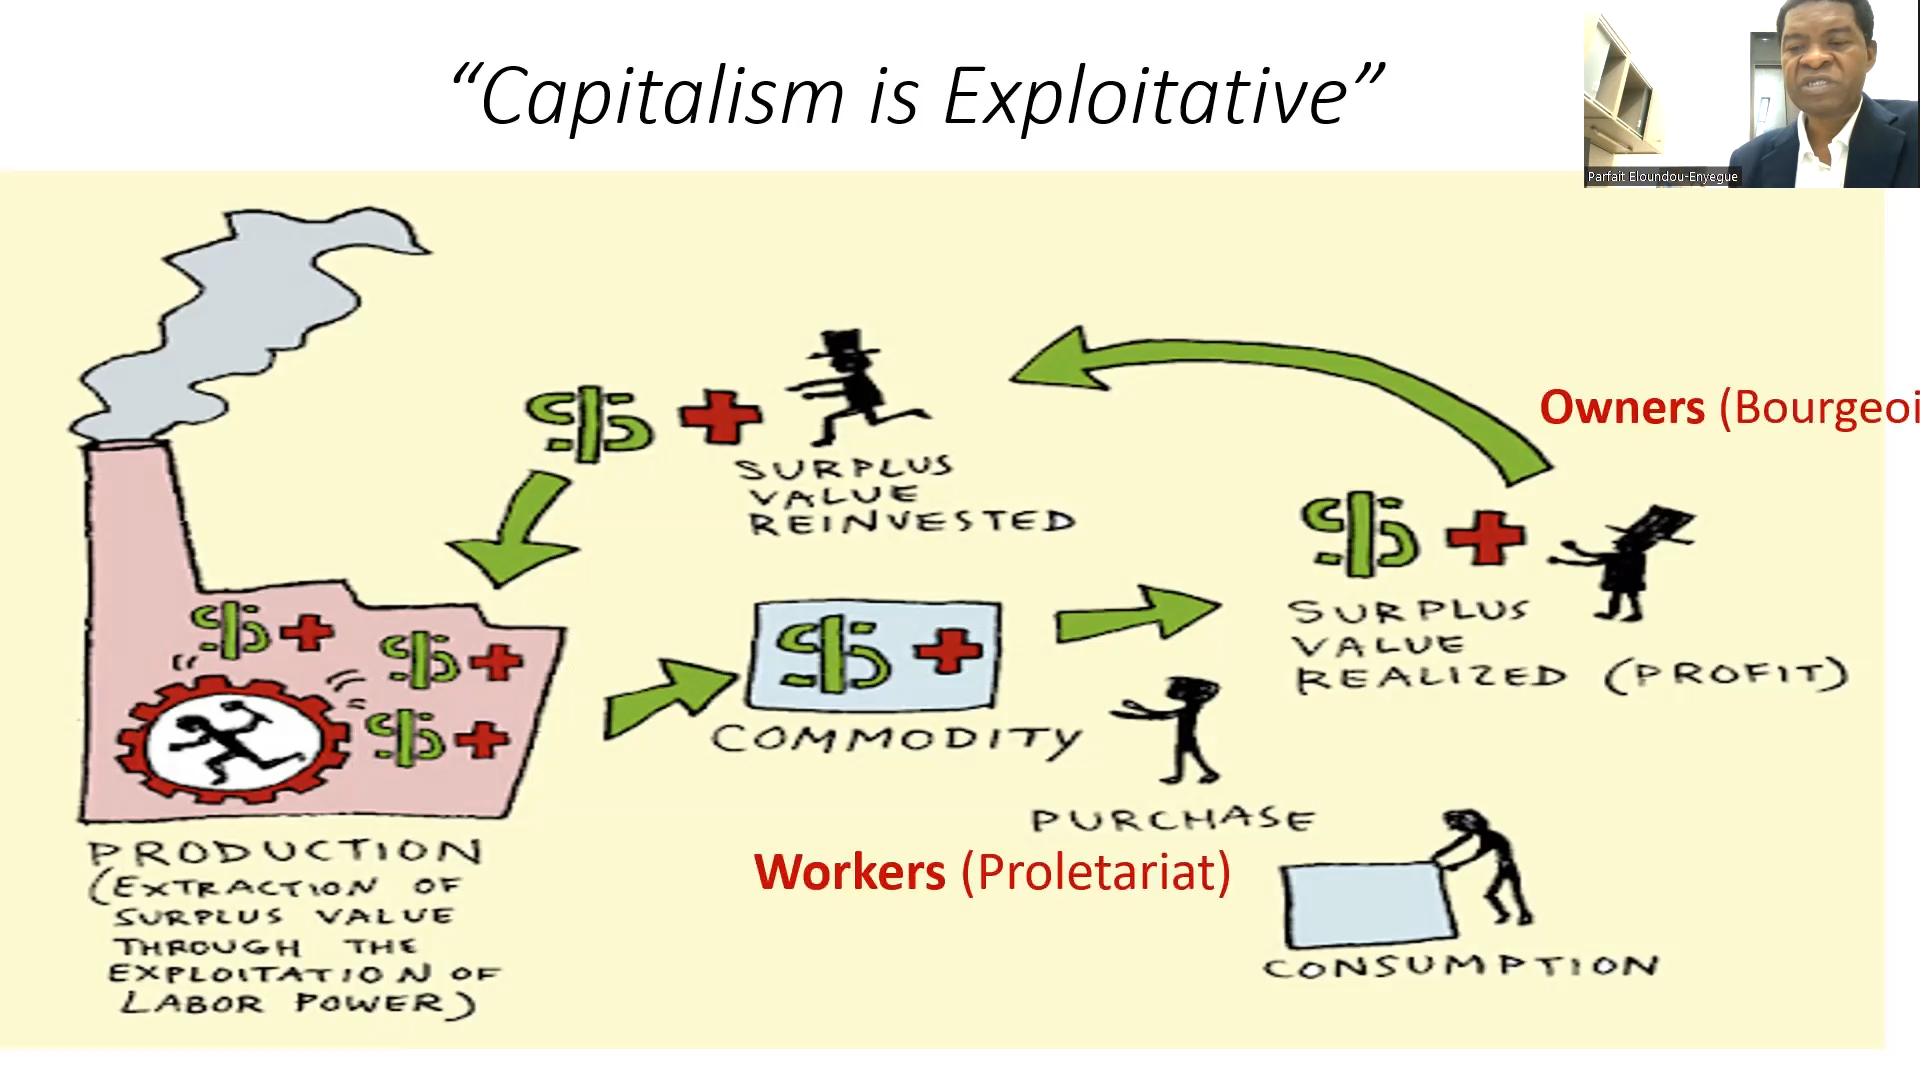 “Capitalism is Exploitative”
Parfait Eloundou-Enyegue
Owners (Bourgeoi
SURPLUS
VALUE
REINVESTED
SURPLUS
VALUE
REALIZED (PROFIT)
COMMODITY
PURCHASE
Workers (Proletariat)
CONSUMPTION
PRODUCTION
(EXTRACTION OF
SURPLUS VALUE
THROUGH THE
EXPLOITATION OF
LABOR POWER)